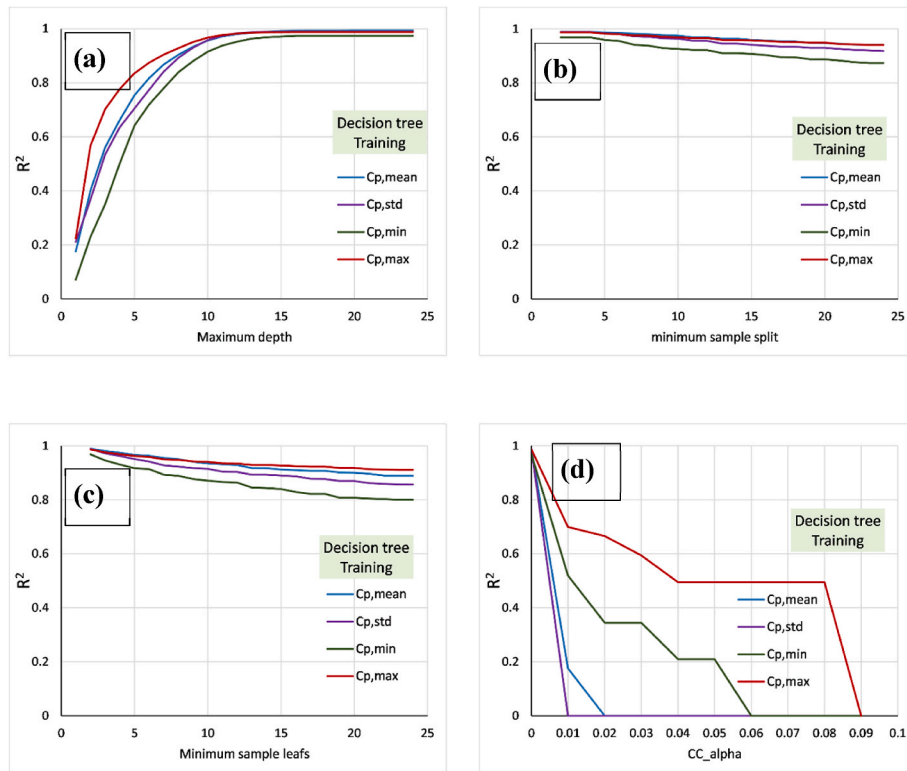 1
0.8
0.6
0.4
0.2
0
R²
(a)
Decision tree
Training
Cp,mean
Cp,std
Cp,min
Cp,max
0 5 10 15 20 25
Maximum depth
1
0.8
0.6
0.4
0.2
0
R²
(b)
Decision tree
Training
Cp,mean
Cp,std
Cp,min
Cp,max
0 5 10 15 20 25
minimum sample split
1
0.8
0.6
0.4
0.2
0
R²
(c)
Decision tree
Training
Cp,mean
Cp,std
Cp,min
Cp,max
0 5 10 15 20 25
Minimum sample leafs
1
0.8
0.6
0.4
0.2
0
R²
(d)
Decision tree
Training
Cp,mean
Cp,std
Cp,min
Cp,max
0 0.01 0.02 0.03 0.04 0.05 0.06 0.07 0.08 0.09 0.1
CC_alpha